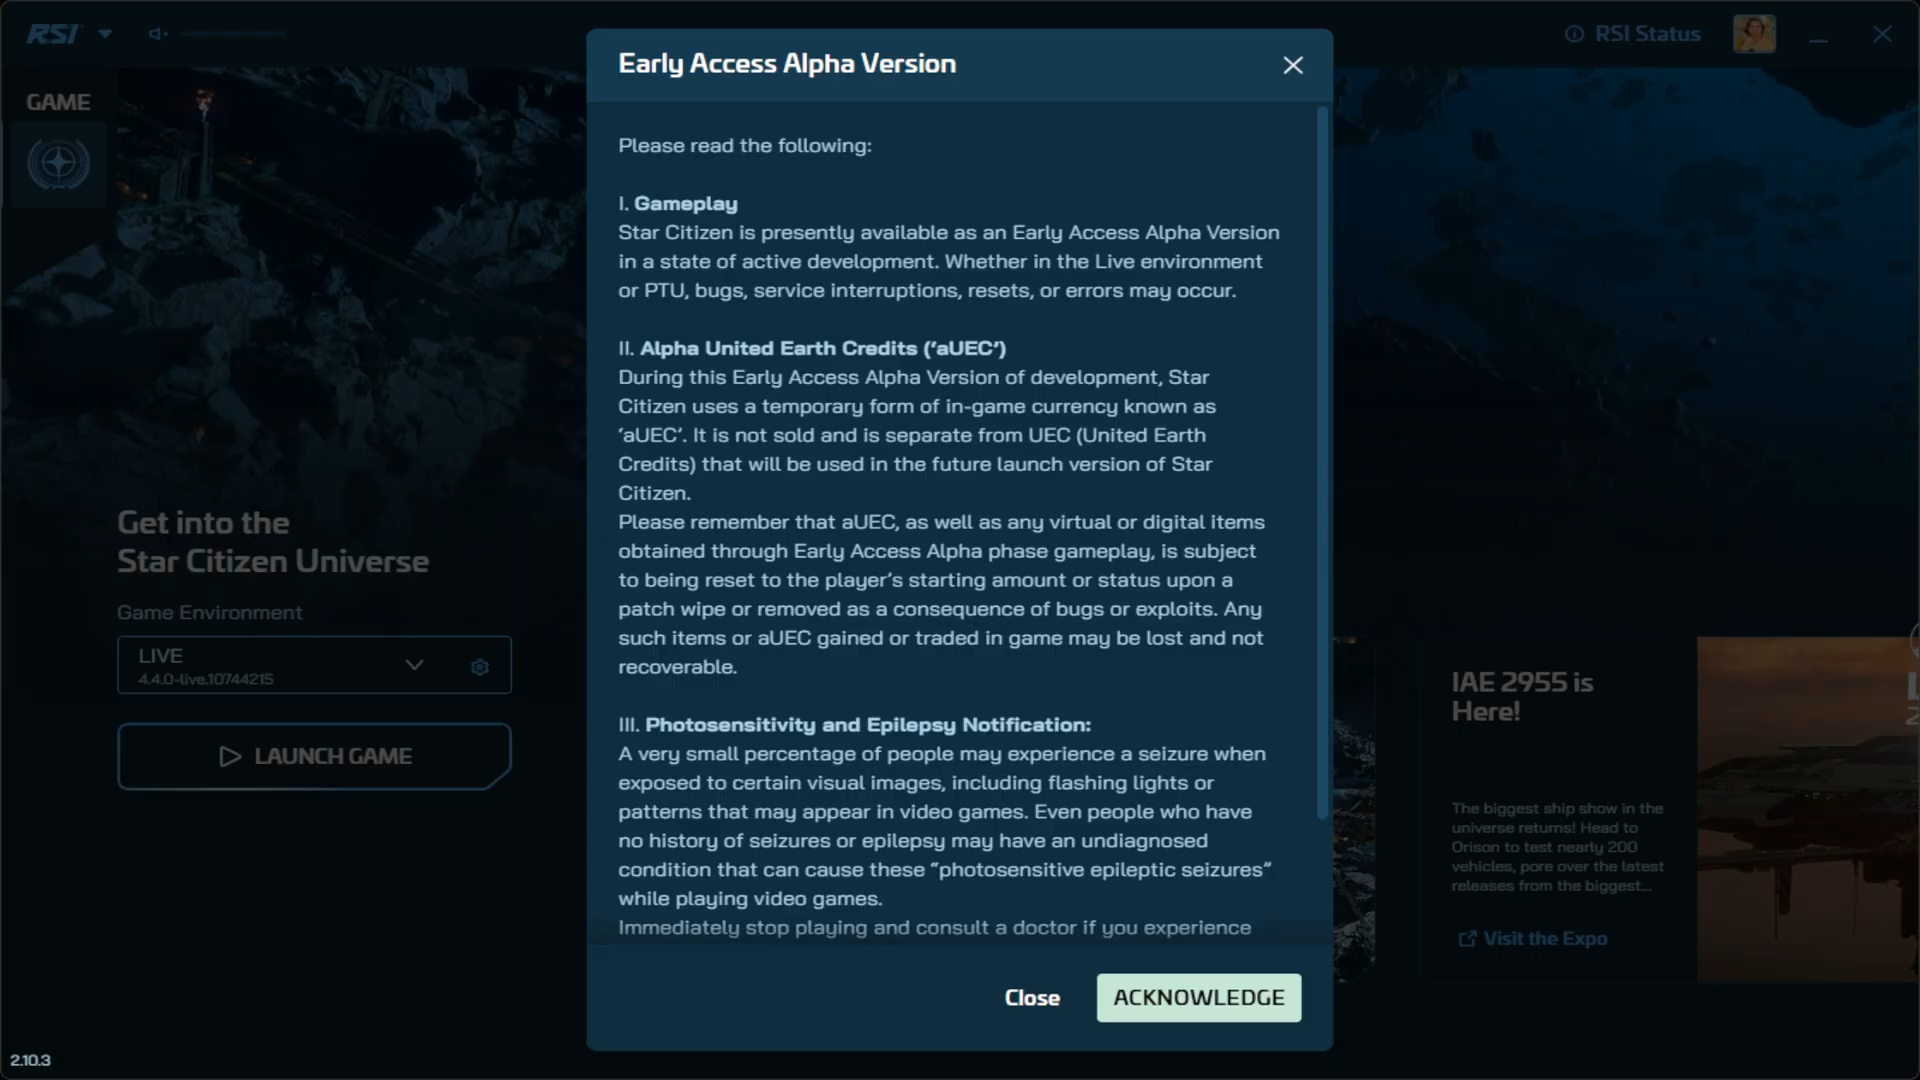 RSI
RSI Status
GAME
Early Access Alpha Version
Please read the following:
I. Gameplay
Star Citizen is presently available as an Early Access Alpha Version
in a state of active development. Whether in the Live environment
or PTU, bugs, service interruptions, resets, or errors may occur.
II. Alpha United Earth Credits (‘aUEC’)
During this Early Access Alpha Version of development, Star
Citizen uses a temporary form of in-game currency known as
‘aUEC’. It is not sold and is separate from UEC (United Earth
Credits) that will be used in the future launch version of Star
Citizen.
Please remember that aUEC, as well as any virtual or digital items
obtained through Early Access Alpha phase gameplay, is subject
to being reset to the player’s starting amount or status upon a
patch wipe or removed as a consequence of bugs or exploits. Any
such items or aUEC gained or traded in game may be lost and not
recoverable.
III. Photosensitivity and Epilepsy Notification:
A very small percentage of people may experience a seizure when
exposed to certain visual images, including flashing lights or
patterns that may appear in video games. Even people who have
no history of seizures or epilepsy may have an undiagnosed
condition that can cause these “photosensitive epileptic seizures”
while playing video games.
Immediately stop playing and consult a doctor if you experience
Close
ACKNOWLEDGE
Get into the
Star Citizen Universe
Game Environment
LIVE
4.4.0-live.10744215
LAUNCH GAME
IAE 2955 is
Here!
The biggest ship show in the
universe returns! Head to
Orison to test nearly 200
vehicles, pore over the latest
releases from the biggest...
Visit the Expo
2.10.3